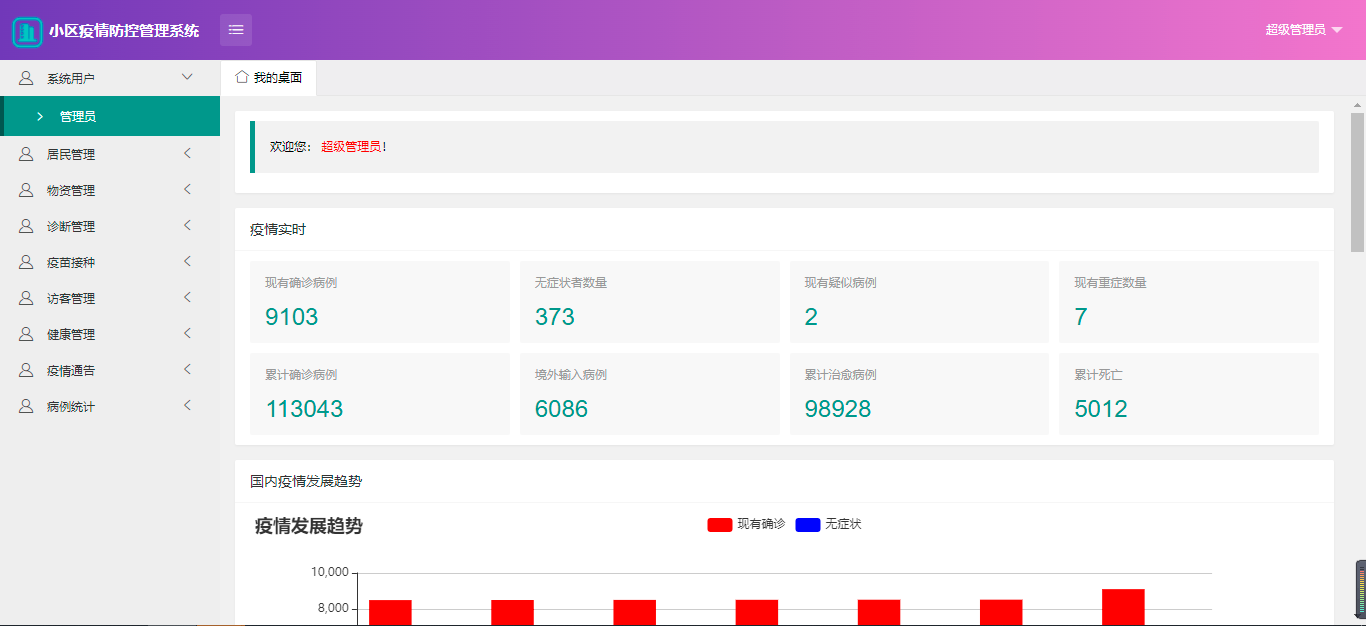 小区疫情防控管理系统
超级管理员
系统用户
管理员
居民管理
物资管理
诊断管理
疫苗接种
访客管理
健康管理
疫情通告
病例统计
我的桌面
欢迎您： 超级管理员!
疫情实时
现有确诊病例 无症状者数量 现有疑似病例 现有重症数量
9103 373 2 7
累计确诊病例 境外输入病例 累计治愈病例 累计死亡
113043 6086 98928 5012
国内疫情发展趋势
疫情发展趋势
现有确诊 无症状
10,000
8,000